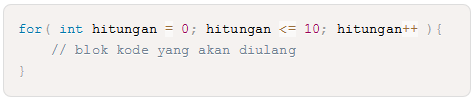 for( int hitungan = 0; hitungan <= 10; hitungan++ ){
    // blok kode yang akan diulang
}